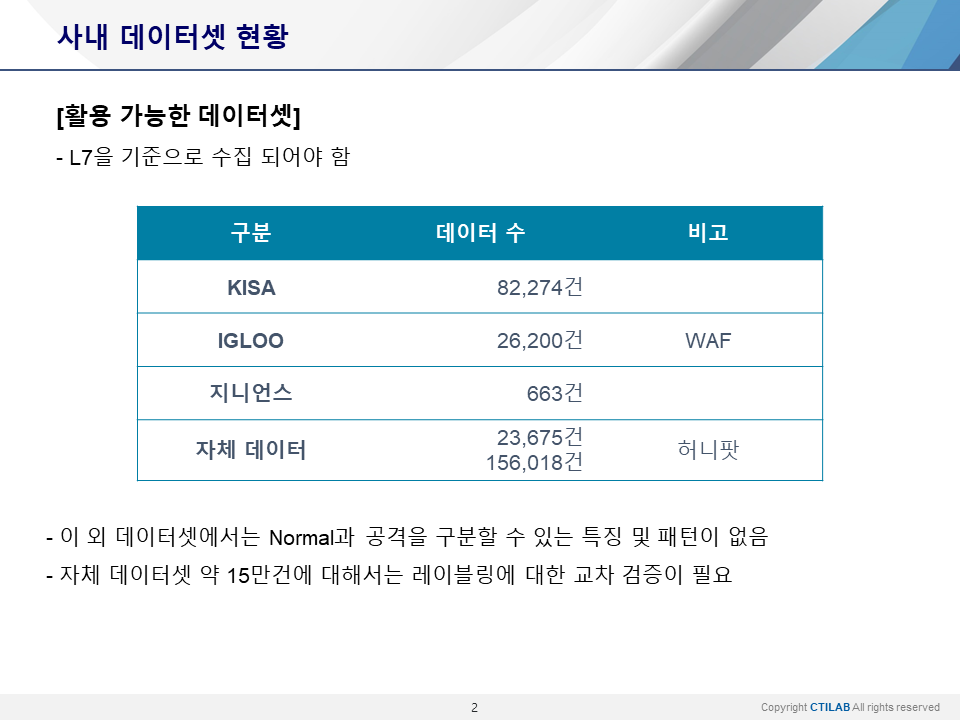 사내 데이터셋 현황
[활용 가능한 데이터셋]
- L7을 기준으로 수집 되어야 함
구분 데이터 수 비고
KISA 82,274건
IGLOO 26,200건 WAF
지니언스 663건
자체 데이터 23,675건 허니팟
156,018건
- 이 외 데이터셋에서는 Normal과 공격을 구분할 수 있는 특징 및 패턴이 없음
- 자체 데이터셋 약 15만건에 대해서는 레이블링에 대한 교차 검증이 필요
2
Copyright CTILAB All rights reserved